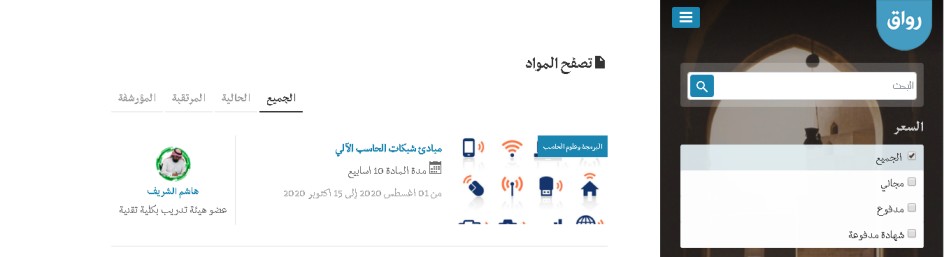 رواق
البحث
السعر
الجميع
مجاني
مدفوع
شهادة مدفوعة
تصفح المواد
الجميع
الحالية
المرتقبة
المؤرشفة
البرمجة وعلوم الحاسب
مبادئ شبكات الحاسب الآلي
مدة المادة 10 اسابيع
من 01 اغسطس 2020 إلى 15 اكتوبر 2020
هاشم الشريف
عضو هيئة تدريب بكلية تقنية